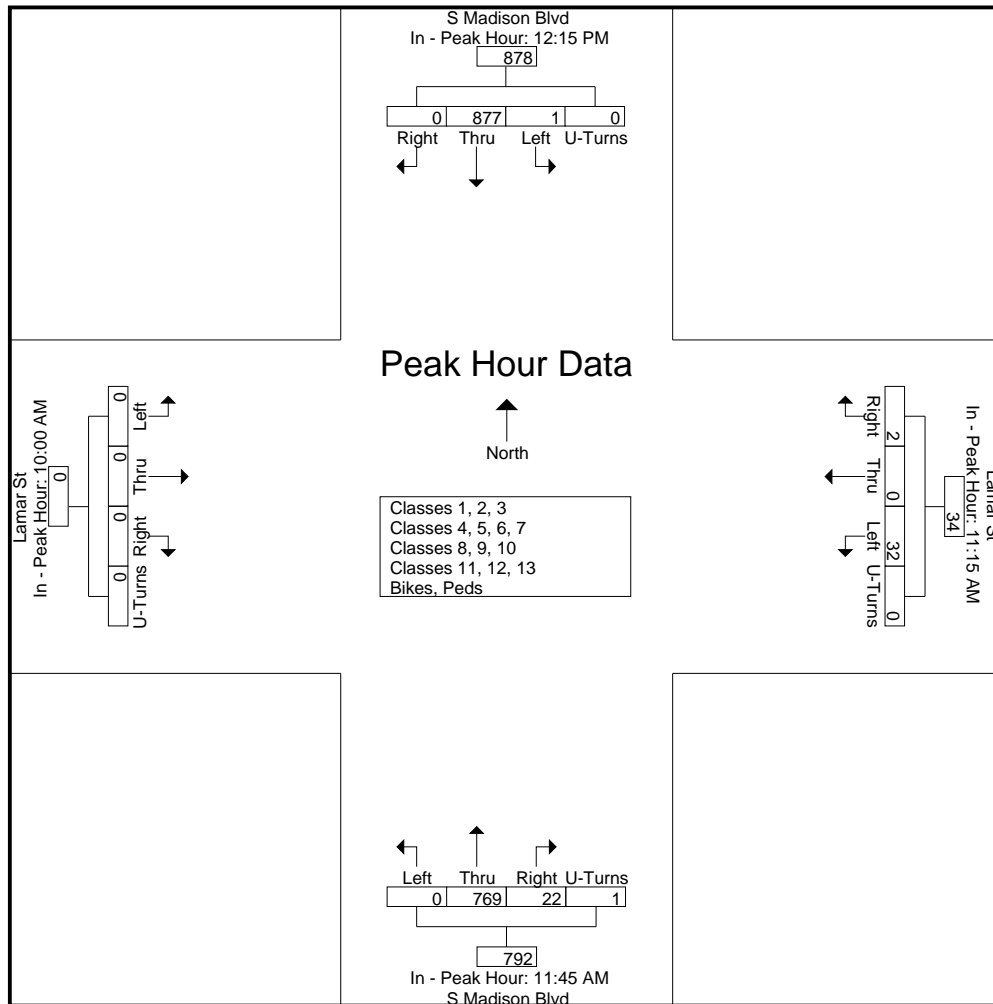 S Madison Blvd
In - Peak Hour: 12:15 PM
878
0 877 1 0
Right Thru Left U-Turns
Peak Hour Data
North
Lamar St
In - Peak Hour: 10:00 AM
0
0 0 0 0
Left Thru Right U-Turns
Classes 1, 2, 3
Classes 4, 5, 6, 7
Classes 8, 9, 10
Classes 11, 12, 13
Bikes, Peds
Lamar St
In - Peak Hour: 11:15 AM
34
2 0 32 0
Right Thru Left U-Turns
Left Thru Right U-Turns
0 769 22 1
792
In - Peak Hour: 11:45 AM
S Madison Blvd